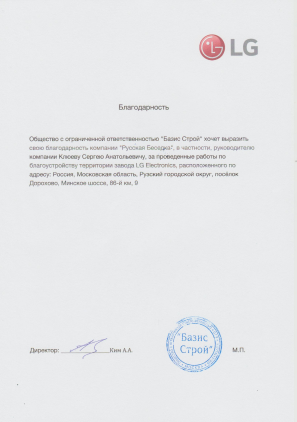 LG
Благодарность
Общество с ограниченной ответственностью "Базис Строй" хочет выразить
свою благодарность компании "Русская Беседка", в частности, руководителю
компании Клюеву Сергею Анатольевичу, за проведенные работы по
благоустройству территории завода LG Electronics, расположенного по
адресу: Россия, Московская область, Рузский городской округ, посёлок
Дорохово, Минское шоссе, 86-й км, 9
"Базис
Строй"
Директор: Ким А.А. М.П.